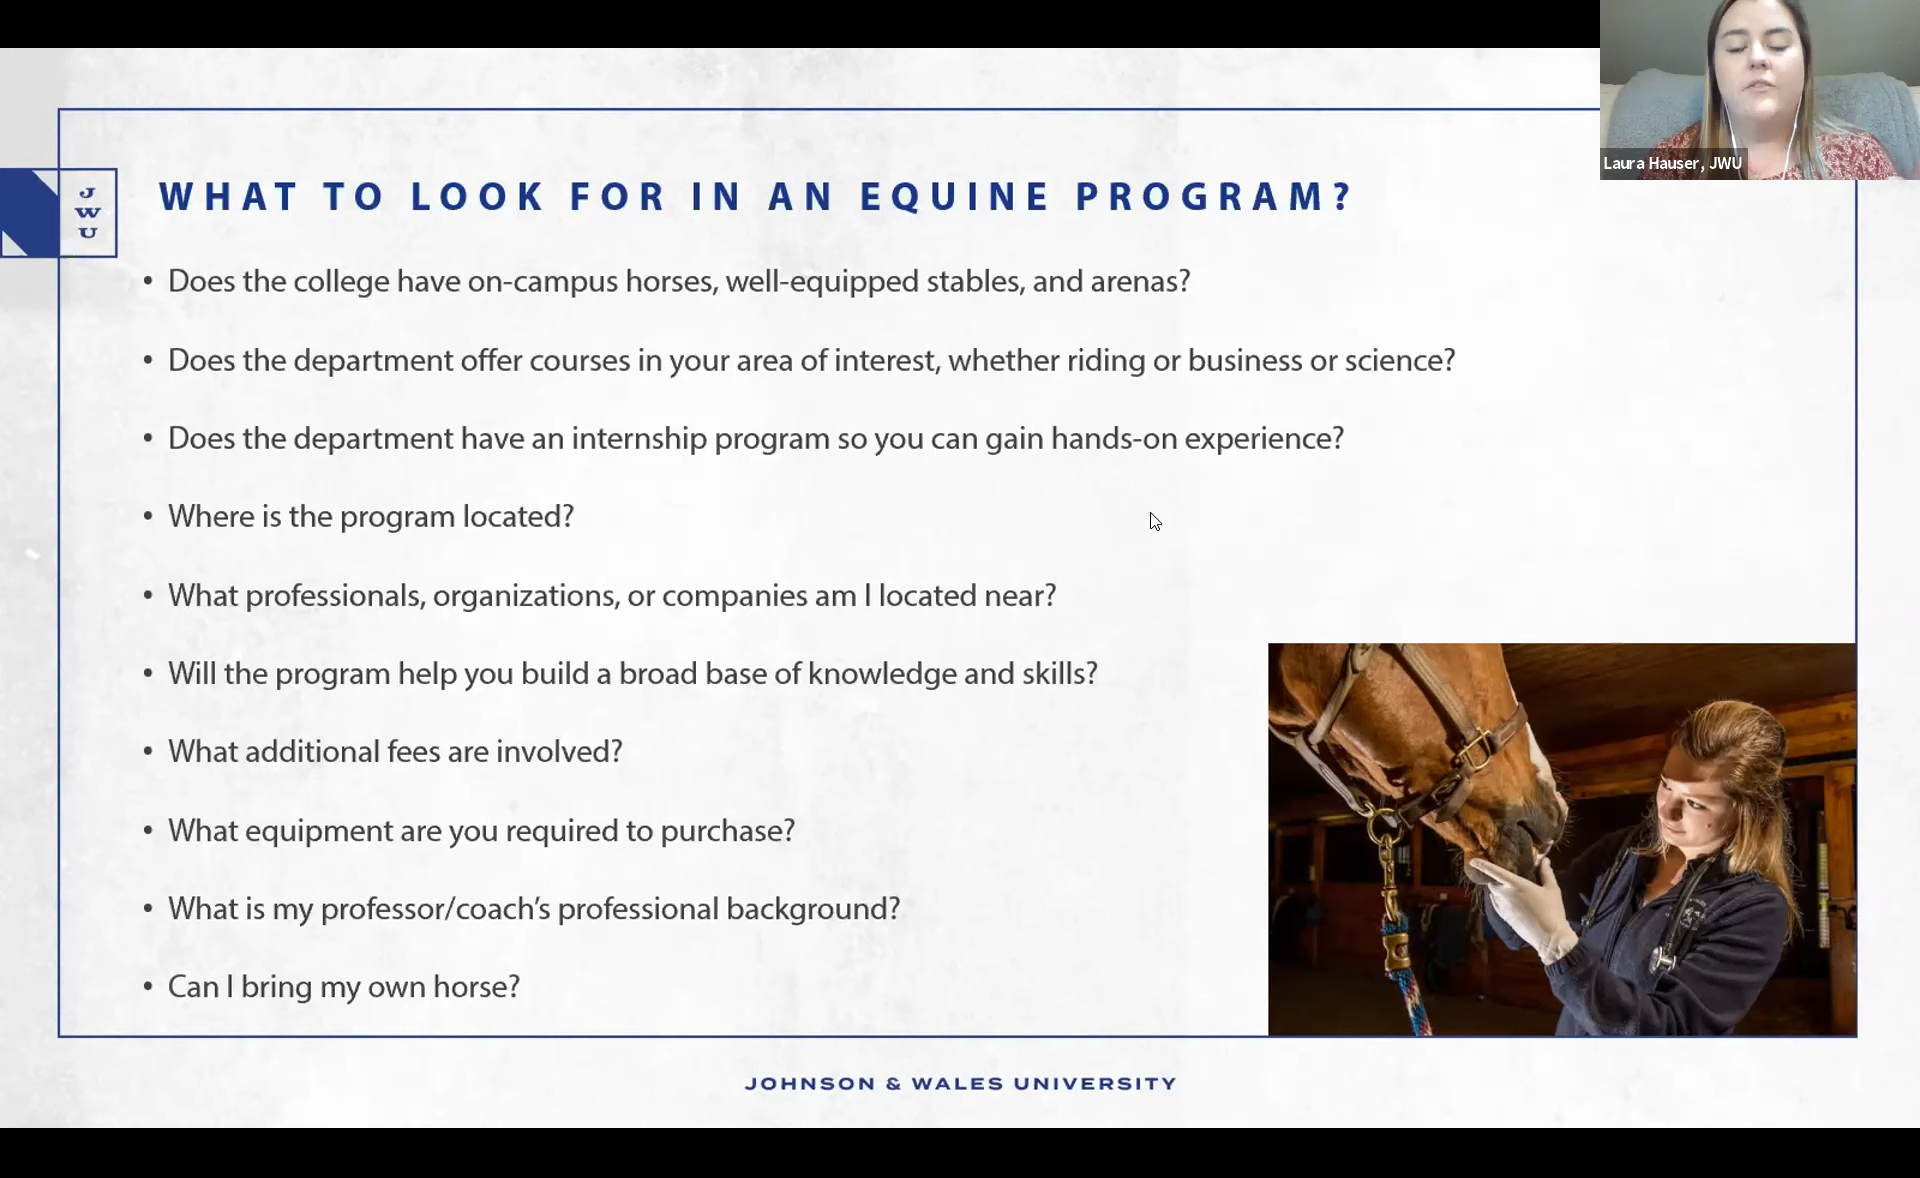 Laura Hauser, JWU
J
W
U
WHAT TO LOOK FOR IN AN EQUINE PROGRAM?
• Does the college have on-campus horses, well-equipped stables, and arenas?
• Does the department offer courses in your area of interest, whether riding or business or science?
• Does the department have an internship program so you can gain hands-on experience?
• Where is the program located?
• What professionals, organizations, or companies am I located near?
• Will the program help you build a broad base of knowledge and skills?
• What additional fees are involved?
• What equipment are you required to purchase?
• What is my professor/coach’s professional background?
• Can I bring my own horse?
JOHNSON & WALES UNIVERSITY